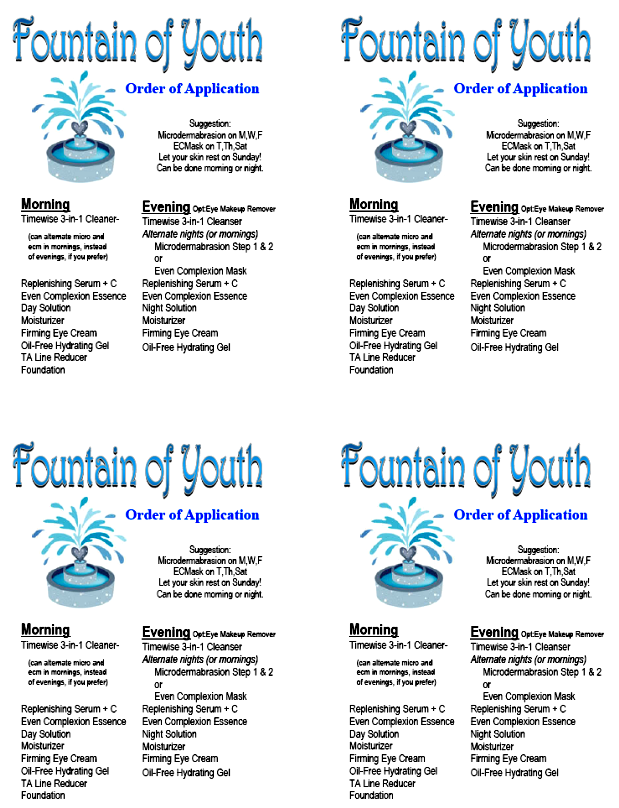 Fountain of Youth
Order of Application
Suggestion:
Microdermabrasion on M,W,F
ECMask on T,Th,Sat
Let your skin rest on Sunday!
Can be done morning or night.
Morning
Timewise 3-in-1 Cleaner-
(can alternate micro and
ecm in mornings, instead
of evenings, if you prefer)
Replenishing Serum + C
Even Complexion Essence
Day Solution
Moisturizer
Firming Eye Cream
Oil-Free Hydrating Gel
TA Line Reducer
Foundation
Evening Opt:Eye Makeup Remover
Timewise 3-in-1 Cleanser
Alternate nights (or mornings)
Microdermabrasion Step 1 & 2
or
Even Complexion Mask
Replenishing Serum + C
Even Complexion Essence
Night Solution
Moisturizer
Firming Eye Cream
Oil-Free Hydrating Gel
Fountain of Youth
Order of Application
Suggestion:
Microdermabrasion on M,W,F
ECMask on T,Th,Sat
Let your skin rest on Sunday!
Can be done morning or night.
Morning
Timewise 3-in-1 Cleaner-
(can alternate micro and
ecm in mornings, instead
of evenings, if you prefer)
Replenishing Serum + C
Even Complexion Essence
Day Solution
Moisturizer
Firming Eye Cream
Oil-Free Hydrating Gel
TA Line Reducer
Foundation
Evening Opt:Eye Makeup Remover
Timewise 3-in-1 Cleanser
Alternate nights (or mornings)
Microdermabrasion Step 1 & 2
or
Even Complexion Mask
Replenishing Serum + C
Even Complexion Essence
Night Solution
Moisturizer
Firming Eye Cream
Oil-Free Hydrating Gel
Fountain of Youth
Order of Application
Suggestion:
Microdermabrasion on M,W,F
ECMask on T,Th,Sat
Let your skin rest on Sunday!
Can be done morning or night.
Morning
Timewise 3-in-1 Cleaner-
(can alternate micro and
ecm in mornings, instead
of evenings, if you prefer)
Replenishing Serum + C
Even Complexion Essence
Day Solution
Moisturizer
Firming Eye Cream
Oil-Free Hydrating Gel
TA Line Reducer
Foundation
Evening Opt:Eye Makeup Remover
Timewise 3-in-1 Cleanser
Alternate nights (or mornings)
Microdermabrasion Step 1 & 2
or
Even Complexion Mask
Replenishing Serum + C
Even Complexion Essence
Night Solution
Moisturizer
Firming Eye Cream
Oil-Free Hydrating Gel
Fountain of Youth
Order of Application
Suggestion:
Microdermabrasion on M,W,F
ECMask on T,Th,Sat
Let your skin rest on Sunday!
Can be done morning or night.
Morning
Timewise 3-in-1 Cleaner-
(can alternate micro and
ecm in mornings, instead
of evenings, if you prefer)
Replenishing Serum + C
Even Complexion Essence
Day Solution
Moisturizer
Firming Eye Cream
Oil-Free Hydrating Gel
TA Line Reducer
Foundation
Evening Opt:Eye Makeup Remover
Timewise 3-in-1 Cleanser
Alternate nights (or mornings)
Microdermabrasion Step 1 & 2
or
Even Complexion Mask
Replenishing Serum + C
Even Complexion Essence
Night Solution
Moisturizer
Firming Eye Cream
Oil-Free Hydrating Gel